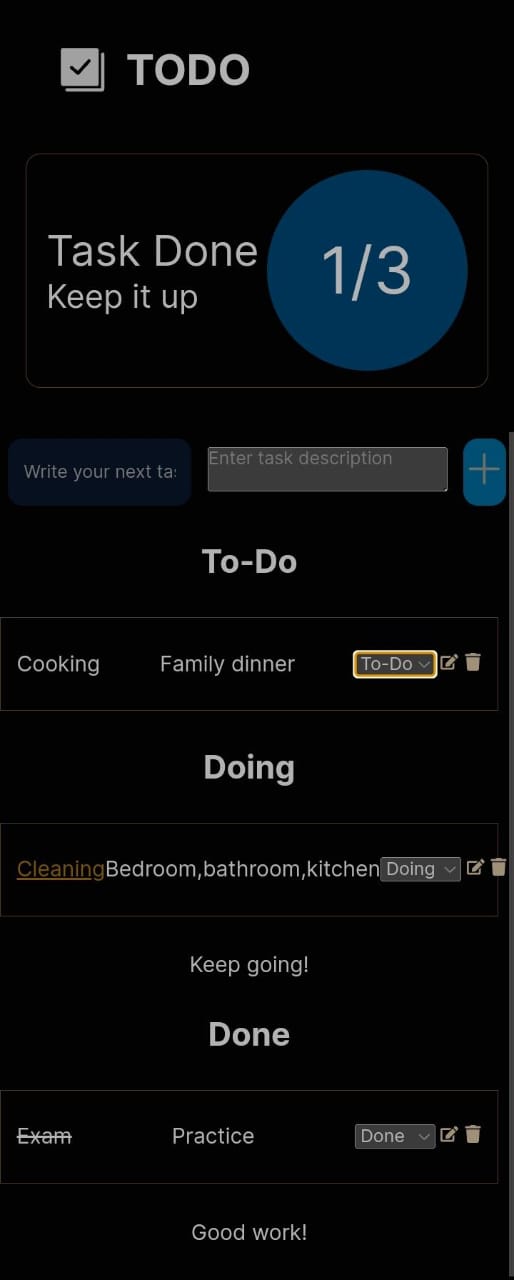 TODO
Task Done
Keep it up
1/3
Write your next ta
Enter task description
To-Do
Cooking Family dinner To-Do
Doing
Cleaning Bedroom,bathroom,kitchen Doing
Keep going!
Done
Exam Practice Done
Good work!